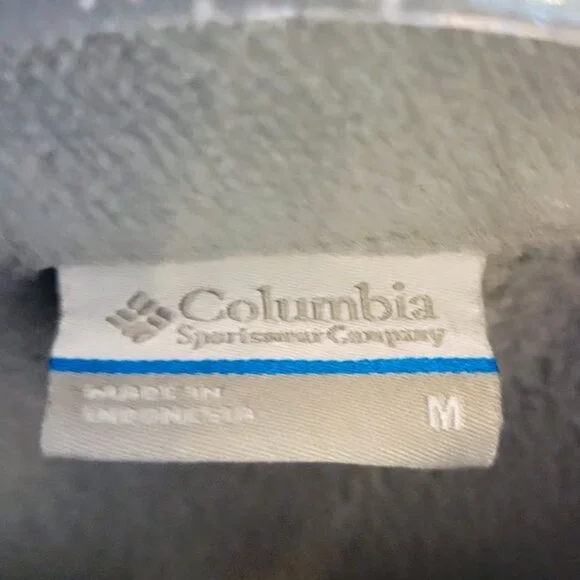 Columbia
Sportswear Company
MADE IN
INDONESIA
M